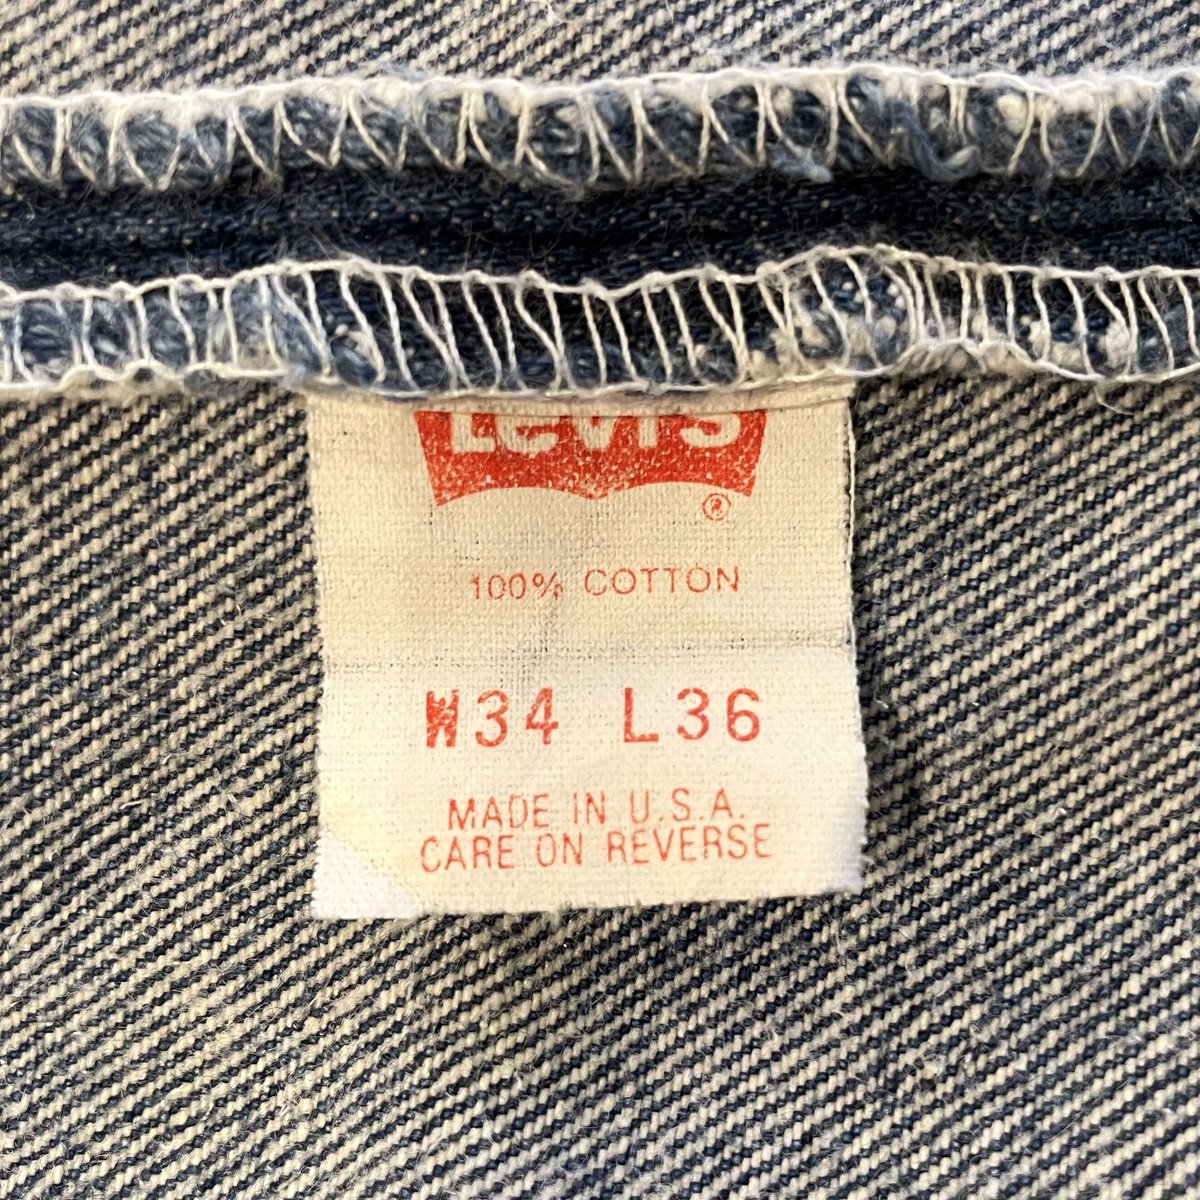 Levi's
®
100% COTTON
W34 L36
MADE IN U.S.A.
CARE ON REVERSE